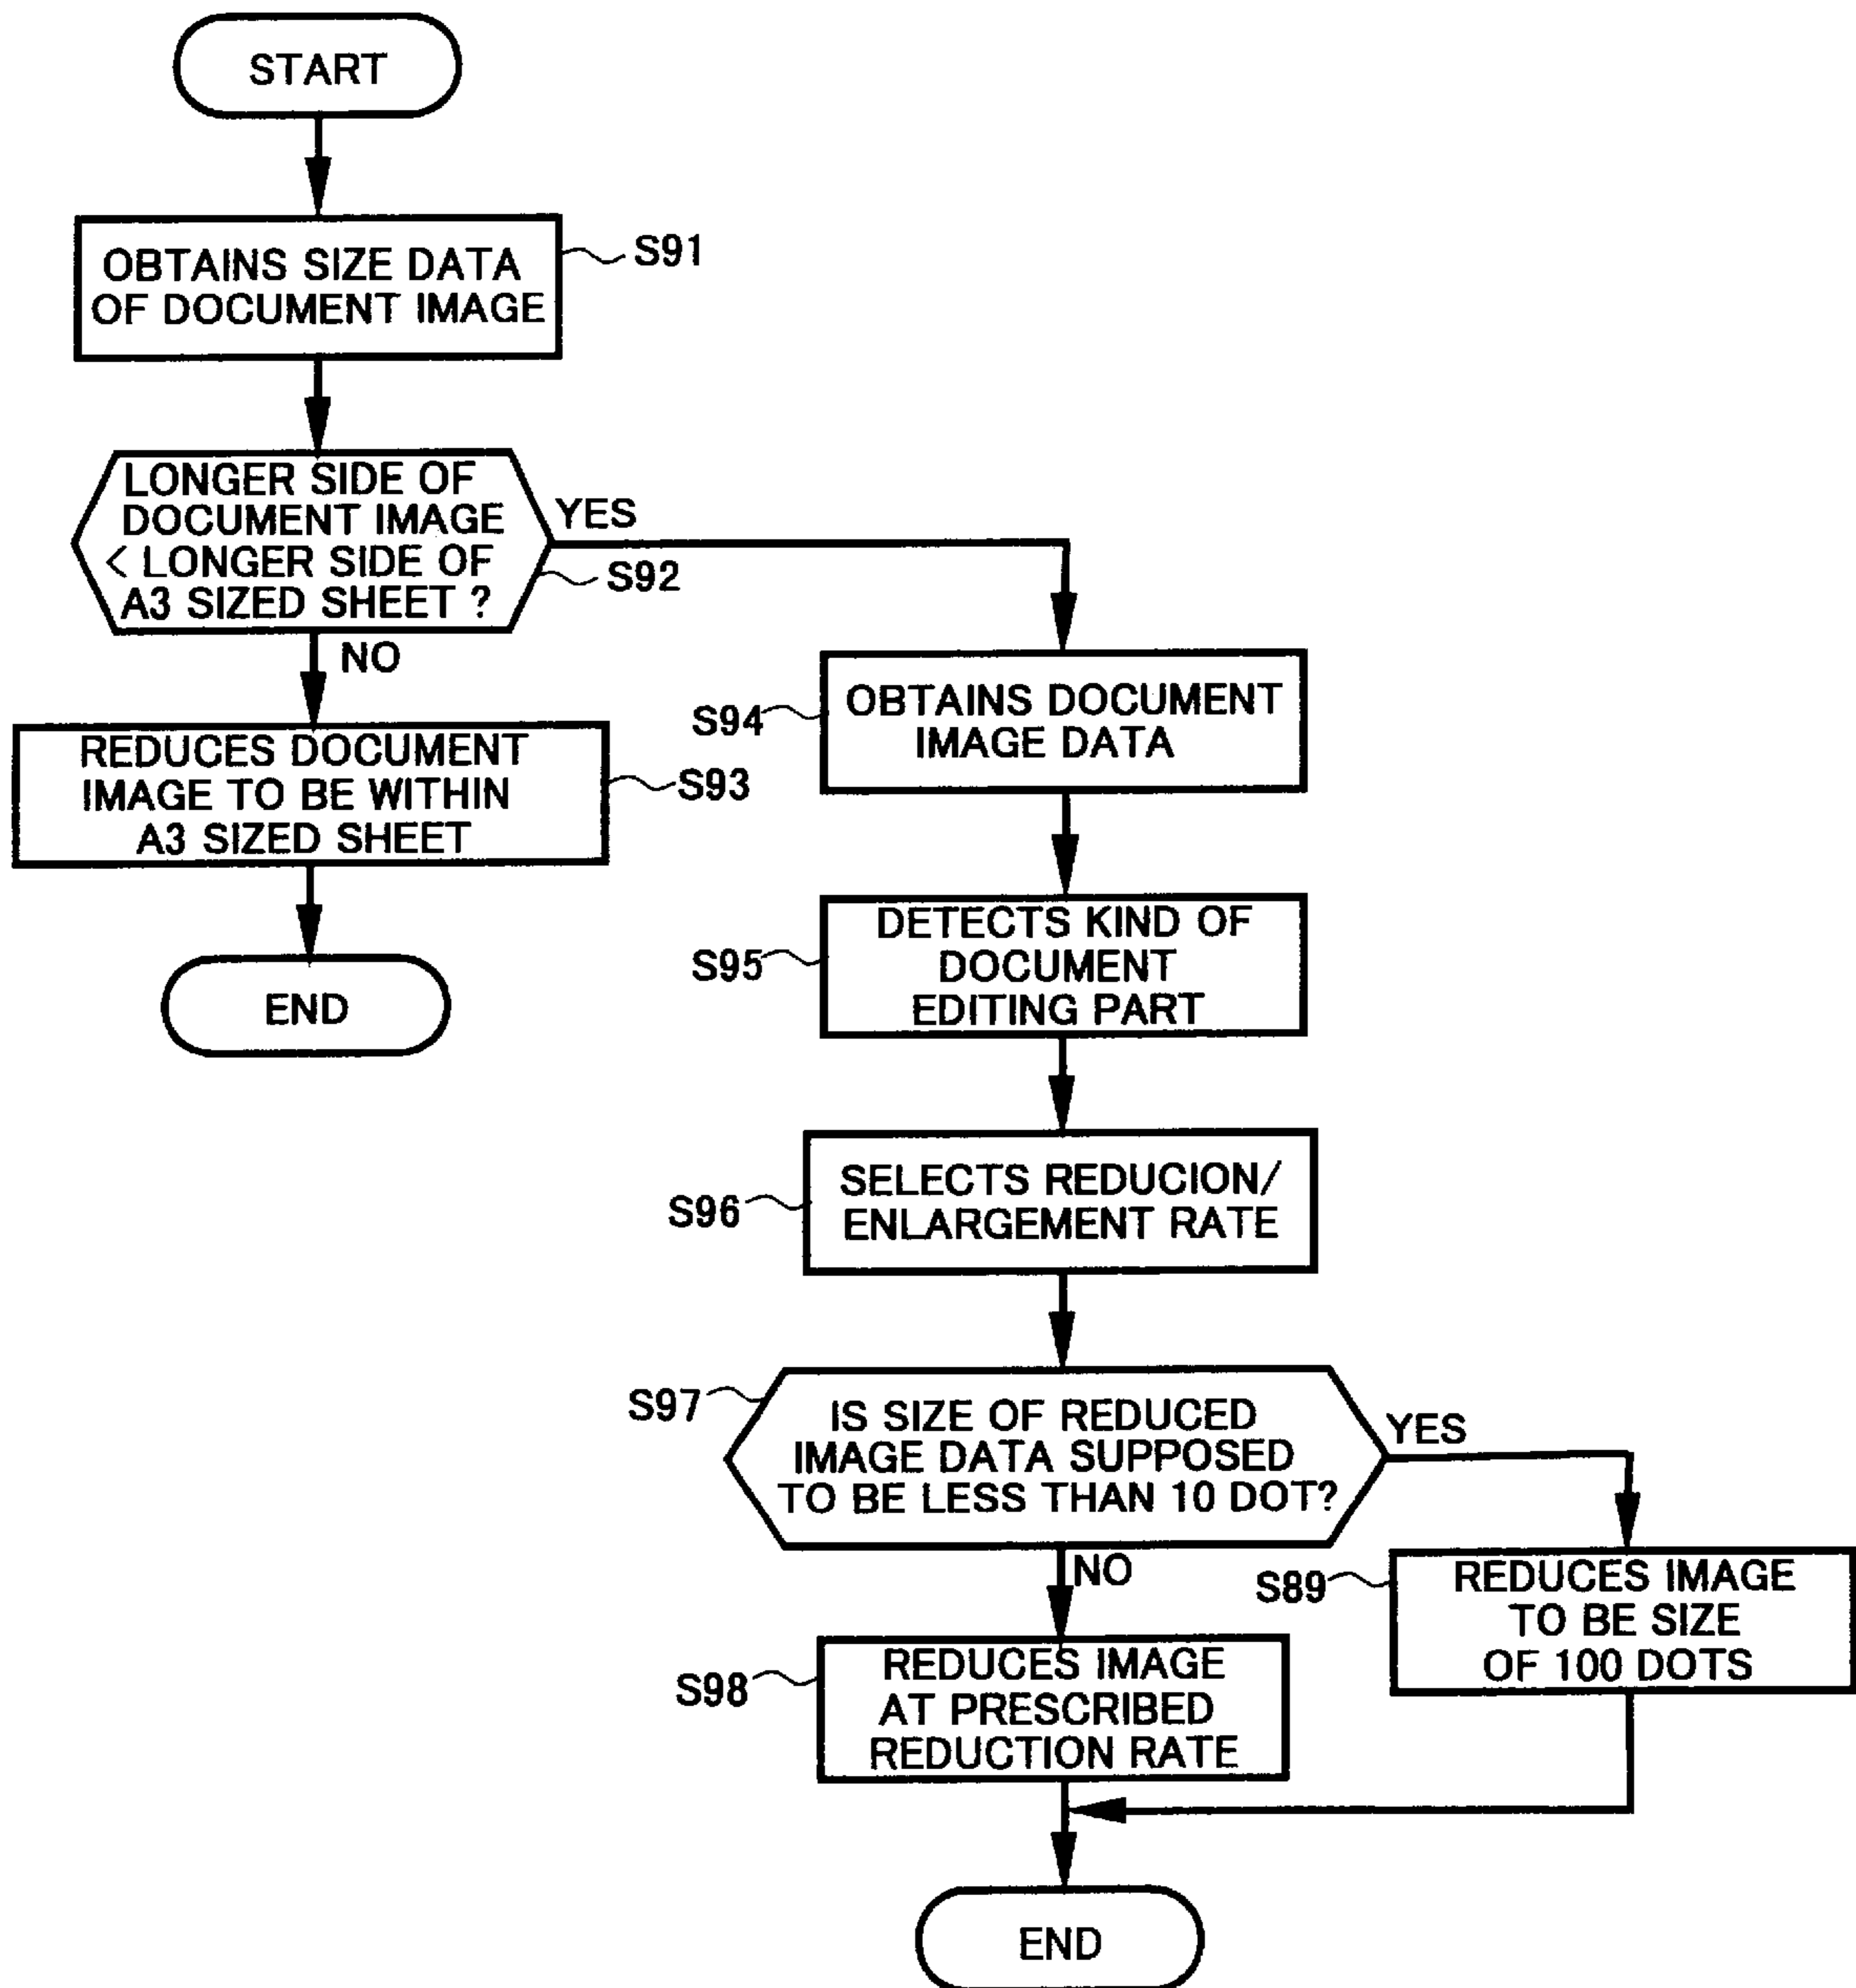 START
OBTAINS SIZE DATA
OF DOCUMENT IMAGE
S91
LONGER SIDE OF
DOCUMENT IMAGE
< LONGER SIDE OF
A3 SIZED SHEET ?
S92
YES
NO
REDUCES DOCUMENT
IMAGE TO BE WITHIN
A3 SIZED SHEET
S93
END
S94
OBTAINS DOCUMENT
IMAGE DATA
S95
DETECTS KIND OF
DOCUMENT
EDITING PART
S96
SELECTS REDUCION/
ENLARGEMENT RATE
S97
IS SIZE OF REDUCED
IMAGE DATA SUPPOSED
TO BE LESS THAN 10 DOT?
YES
NO
S89
REDUCES IMAGE
TO BE SIZE
OF 100 DOTS
S98
REDUCES IMAGE
AT PRESCRIBED
REDUCTION RATE
END